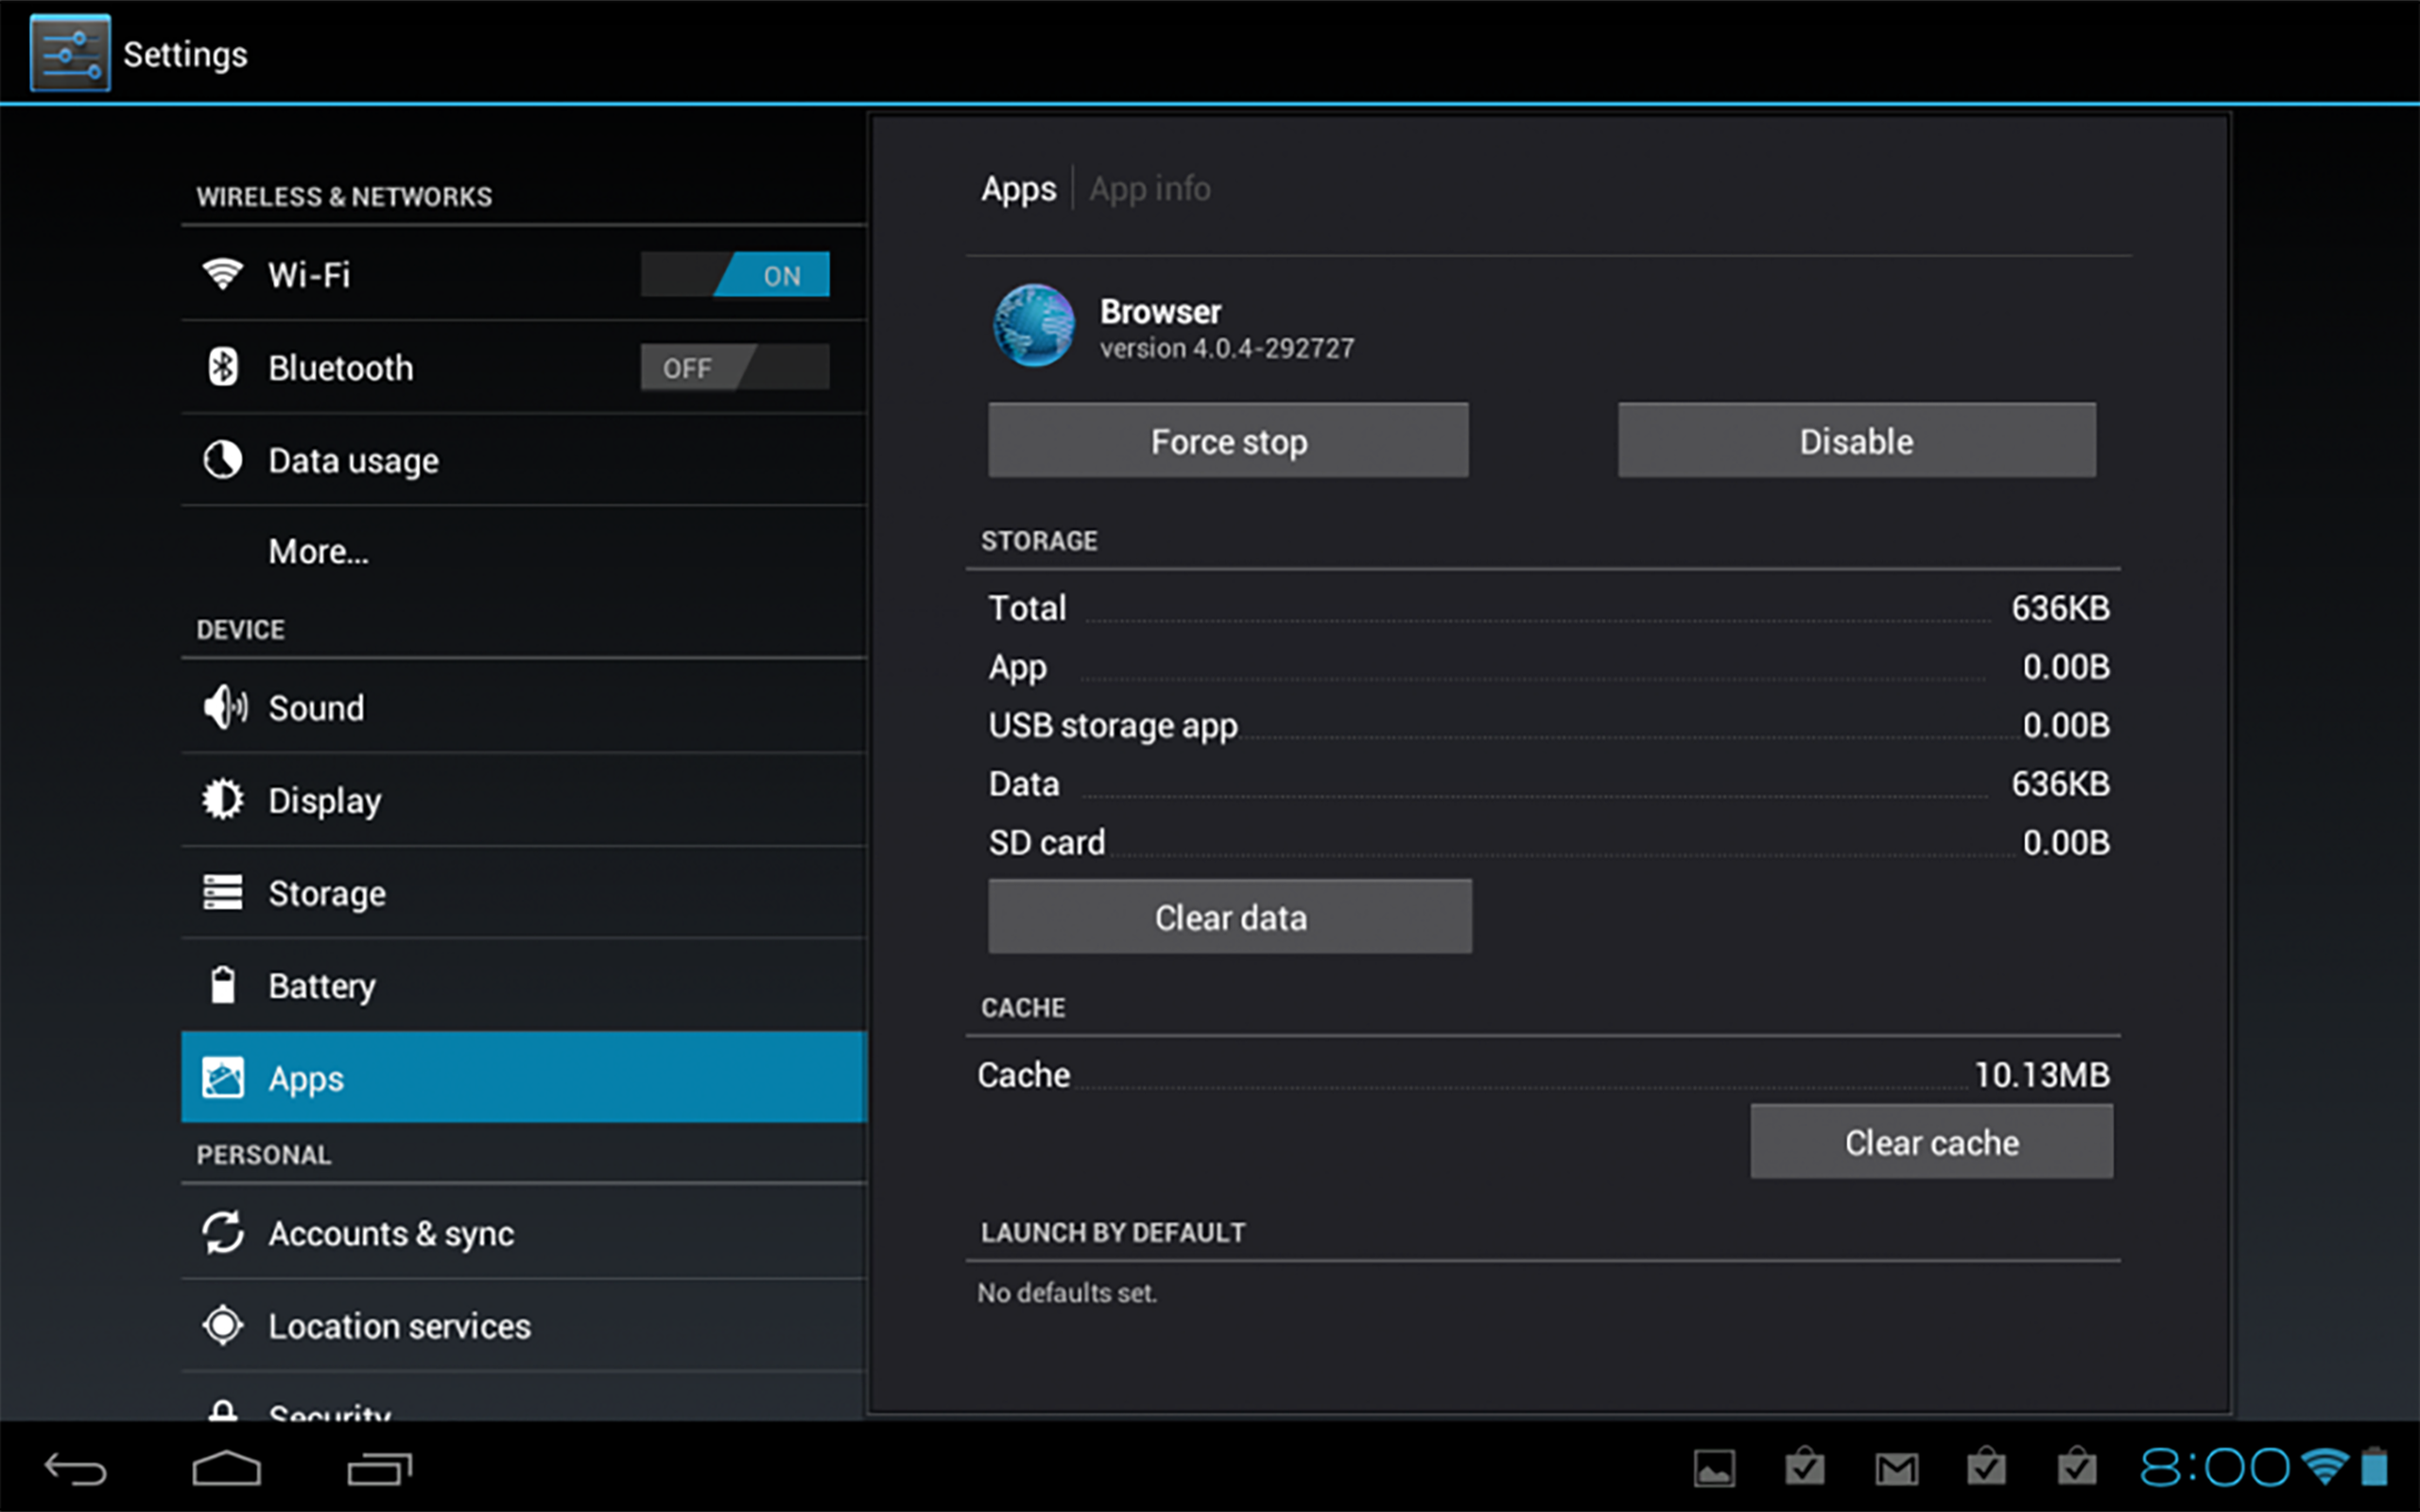 Settings
WIRELESS & NETWORKS
Wi-Fi ON
Bluetooth OFF
Data usage
More...
DEVICE
Sound
Display
Storage
Battery
Apps
PERSONAL
Accounts & sync
Location services
Security
Apps App info
Browser
version 4.0.4-292727
Force stop Disable
STORAGE
Total 636KB
App 0.00B
USB storage app 0.00B
Data 636KB
SD card 0.00B
Clear data
CACHE
Cache 10.13MB
Clear cache
LAUNCH BY DEFAULT
No defaults set.
8:00